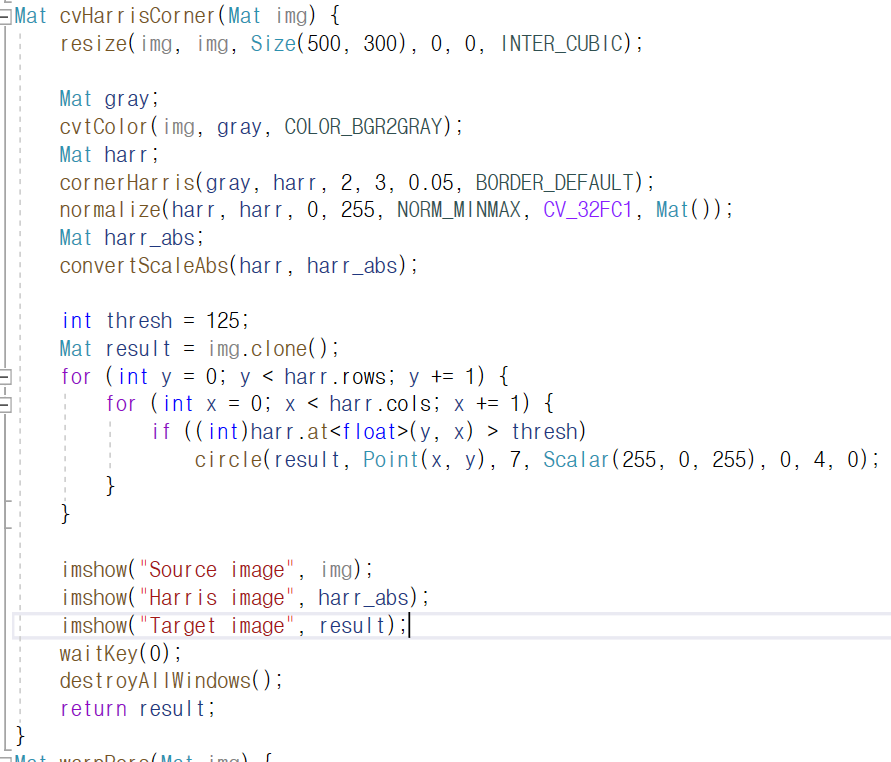 Mat cvHarrisCorner(Mat img) {
    resize(img, img, Size(500, 300), 0, 0, INTER_CUBIC);

    Mat gray;
    cvtColor(img, gray, COLOR_BGR2GRAY);
    Mat harr;
    cornerHarris(gray, harr, 2, 3, 0.05, BORDER_DEFAULT);
    normalize(harr, harr, 0, 255, NORM_MINMAX, CV_32FC1, Mat());
    Mat harr_abs;
    convertScaleAbs(harr, harr_abs);

    int thresh = 125;
    Mat result = img.clone();
    for (int y = 0; y < harr.rows; y += 1) {
        for (int x = 0; x < harr.cols; x += 1) {
            if ((int)harr.at<float>(y, x) > thresh)
                circle(result, Point(x, y), 7, Scalar(255, 0, 255), 0, 4, 0);
        }
    }

    imshow("Source image", img);
    imshow("Harris image", harr_abs);
    imshow("Target image", result);
    waitKey(0);
    destroyAllWindows();
    return result;
}
Mat warpPers(Mat img) {